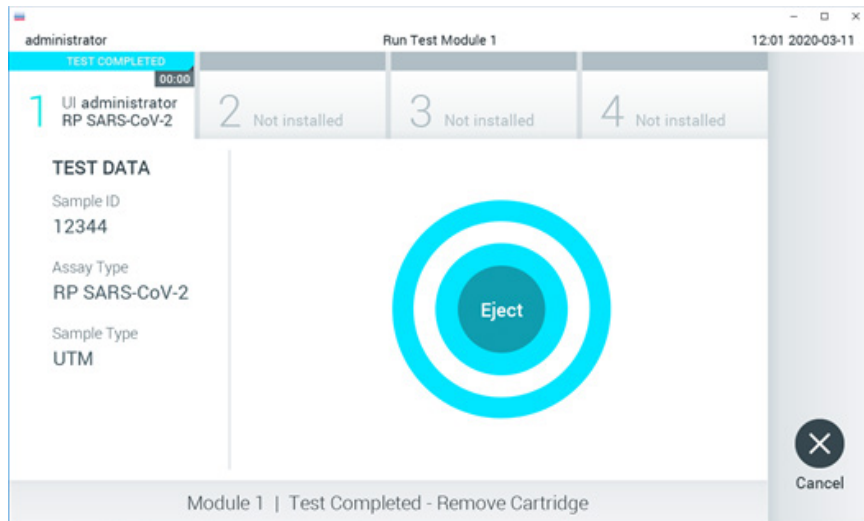 administrator Run Test Module 1 12:01 2020-03-11
TEST COMPLETED
00:00
1 UI administrator
RP SARS-CoV-2
2 Not installed
3 Not installed
4 Not installed
TEST DATA
Sample ID
12344
Assay Type
RP SARS-CoV-2
Sample Type
UTM
Eject
Cancel
Module 1 | Test Completed - Remove Cartridge